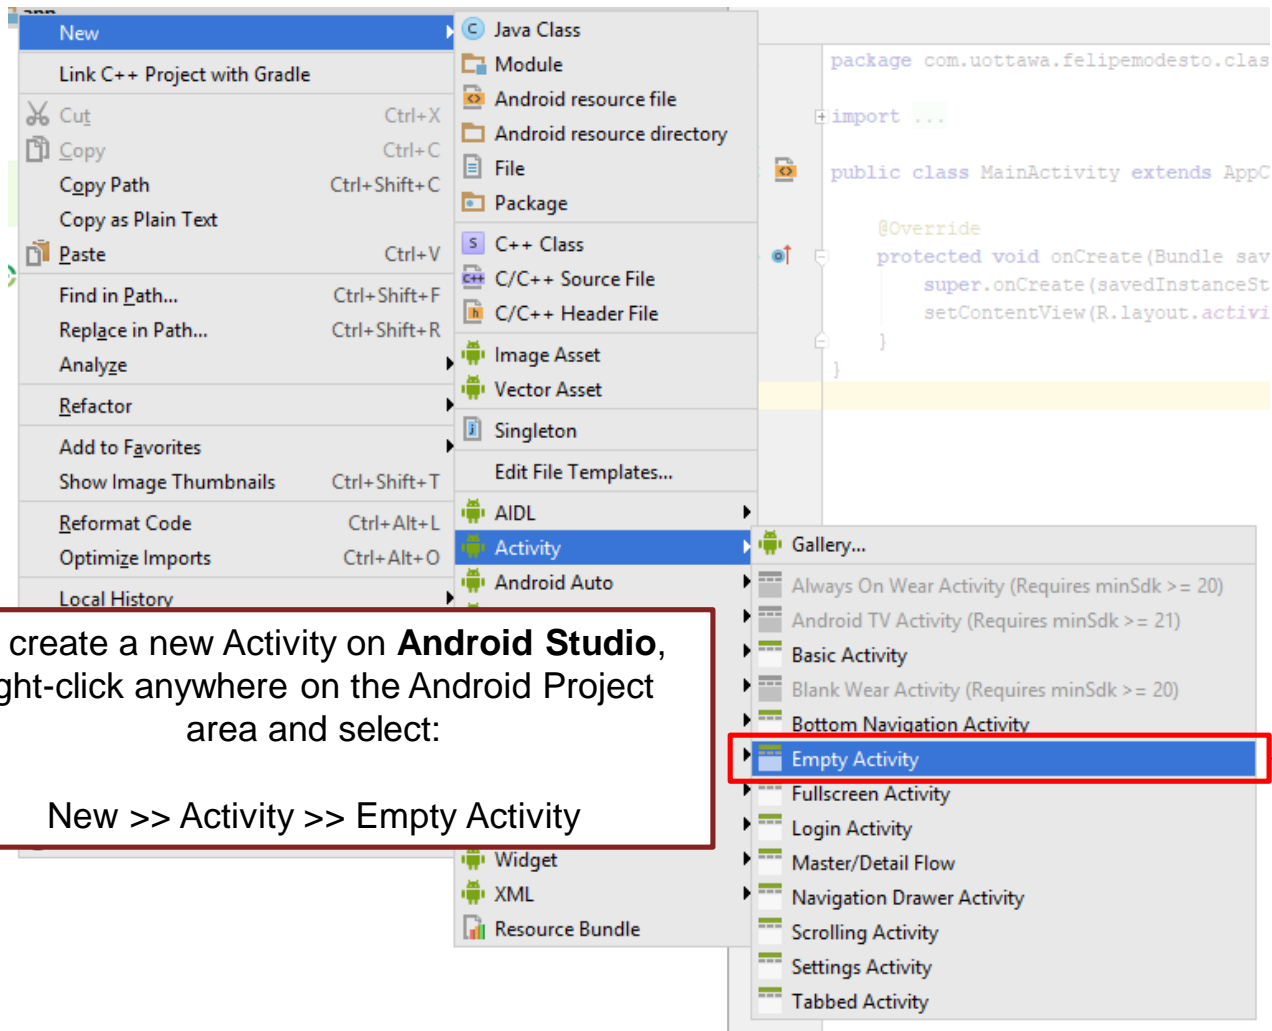 app
New
Link C++ Project with Gradle
Cut Ctrl+X
Copy Ctrl+C
Copy Path Ctrl+Shift+C
Copy as Plain Text
Paste Ctrl+V
Find in Path... Ctrl+Shift+F
Replace in Path... Ctrl+Shift+R
Analyze
Refactor
Add to Favorites
Show Image Thumbnails Ctrl+Shift+T
Reformat Code Ctrl+Alt+L
Optimize Imports Ctrl+Alt+O
Local History
Java Class
Module
Android resource file
Android resource directory
File
Package
C++ Class
C/C++ Source File
C/C++ Header File
Image Asset
Vector Asset
Singleton
Edit File Templates...
AIDL
Activity
Android Auto
Widget
XML
Resource Bundle
Gallery...
Always On Wear Activity (Requires minSdk >= 20)
Android TV Activity (Requires minSdk >= 21)
Basic Activity
Blank Wear Activity (Requires minSdk >= 20)
Bottom Navigation Activity
Empty Activity
Fullscreen Activity
Login Activity
Master/Detail Flow
Navigation Drawer Activity
Scrolling Activity
Settings Activity
Tabbed Activity
package com.uottawa.felipemodesto.clas
import ...
public class MainActivity extends AppC
@Override
protected void onCreate(Bundle sav
super.onCreate(savedInstanceSt
setContentView(R.layout.activi
}
}
create a new Activity on Android Studio,
ght-click anywhere on the Android Project
area and select:
New >> Activity >> Empty Activity